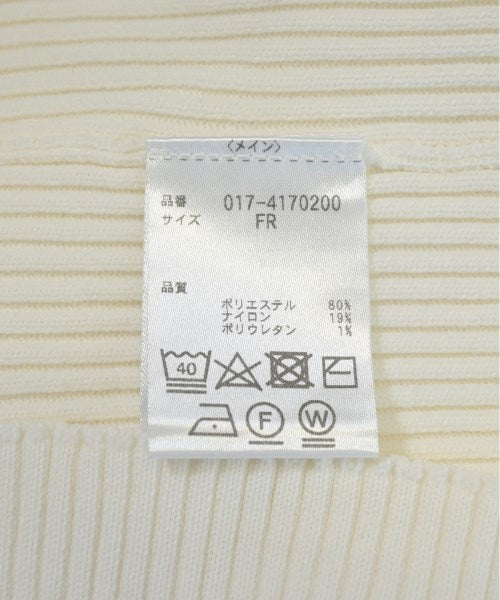 〈メイン〉
品番 017-4170200
サイズ FR
品質
ポリエステル 80%
ナイロン 19%
ポリウレタン 1%
40
F W